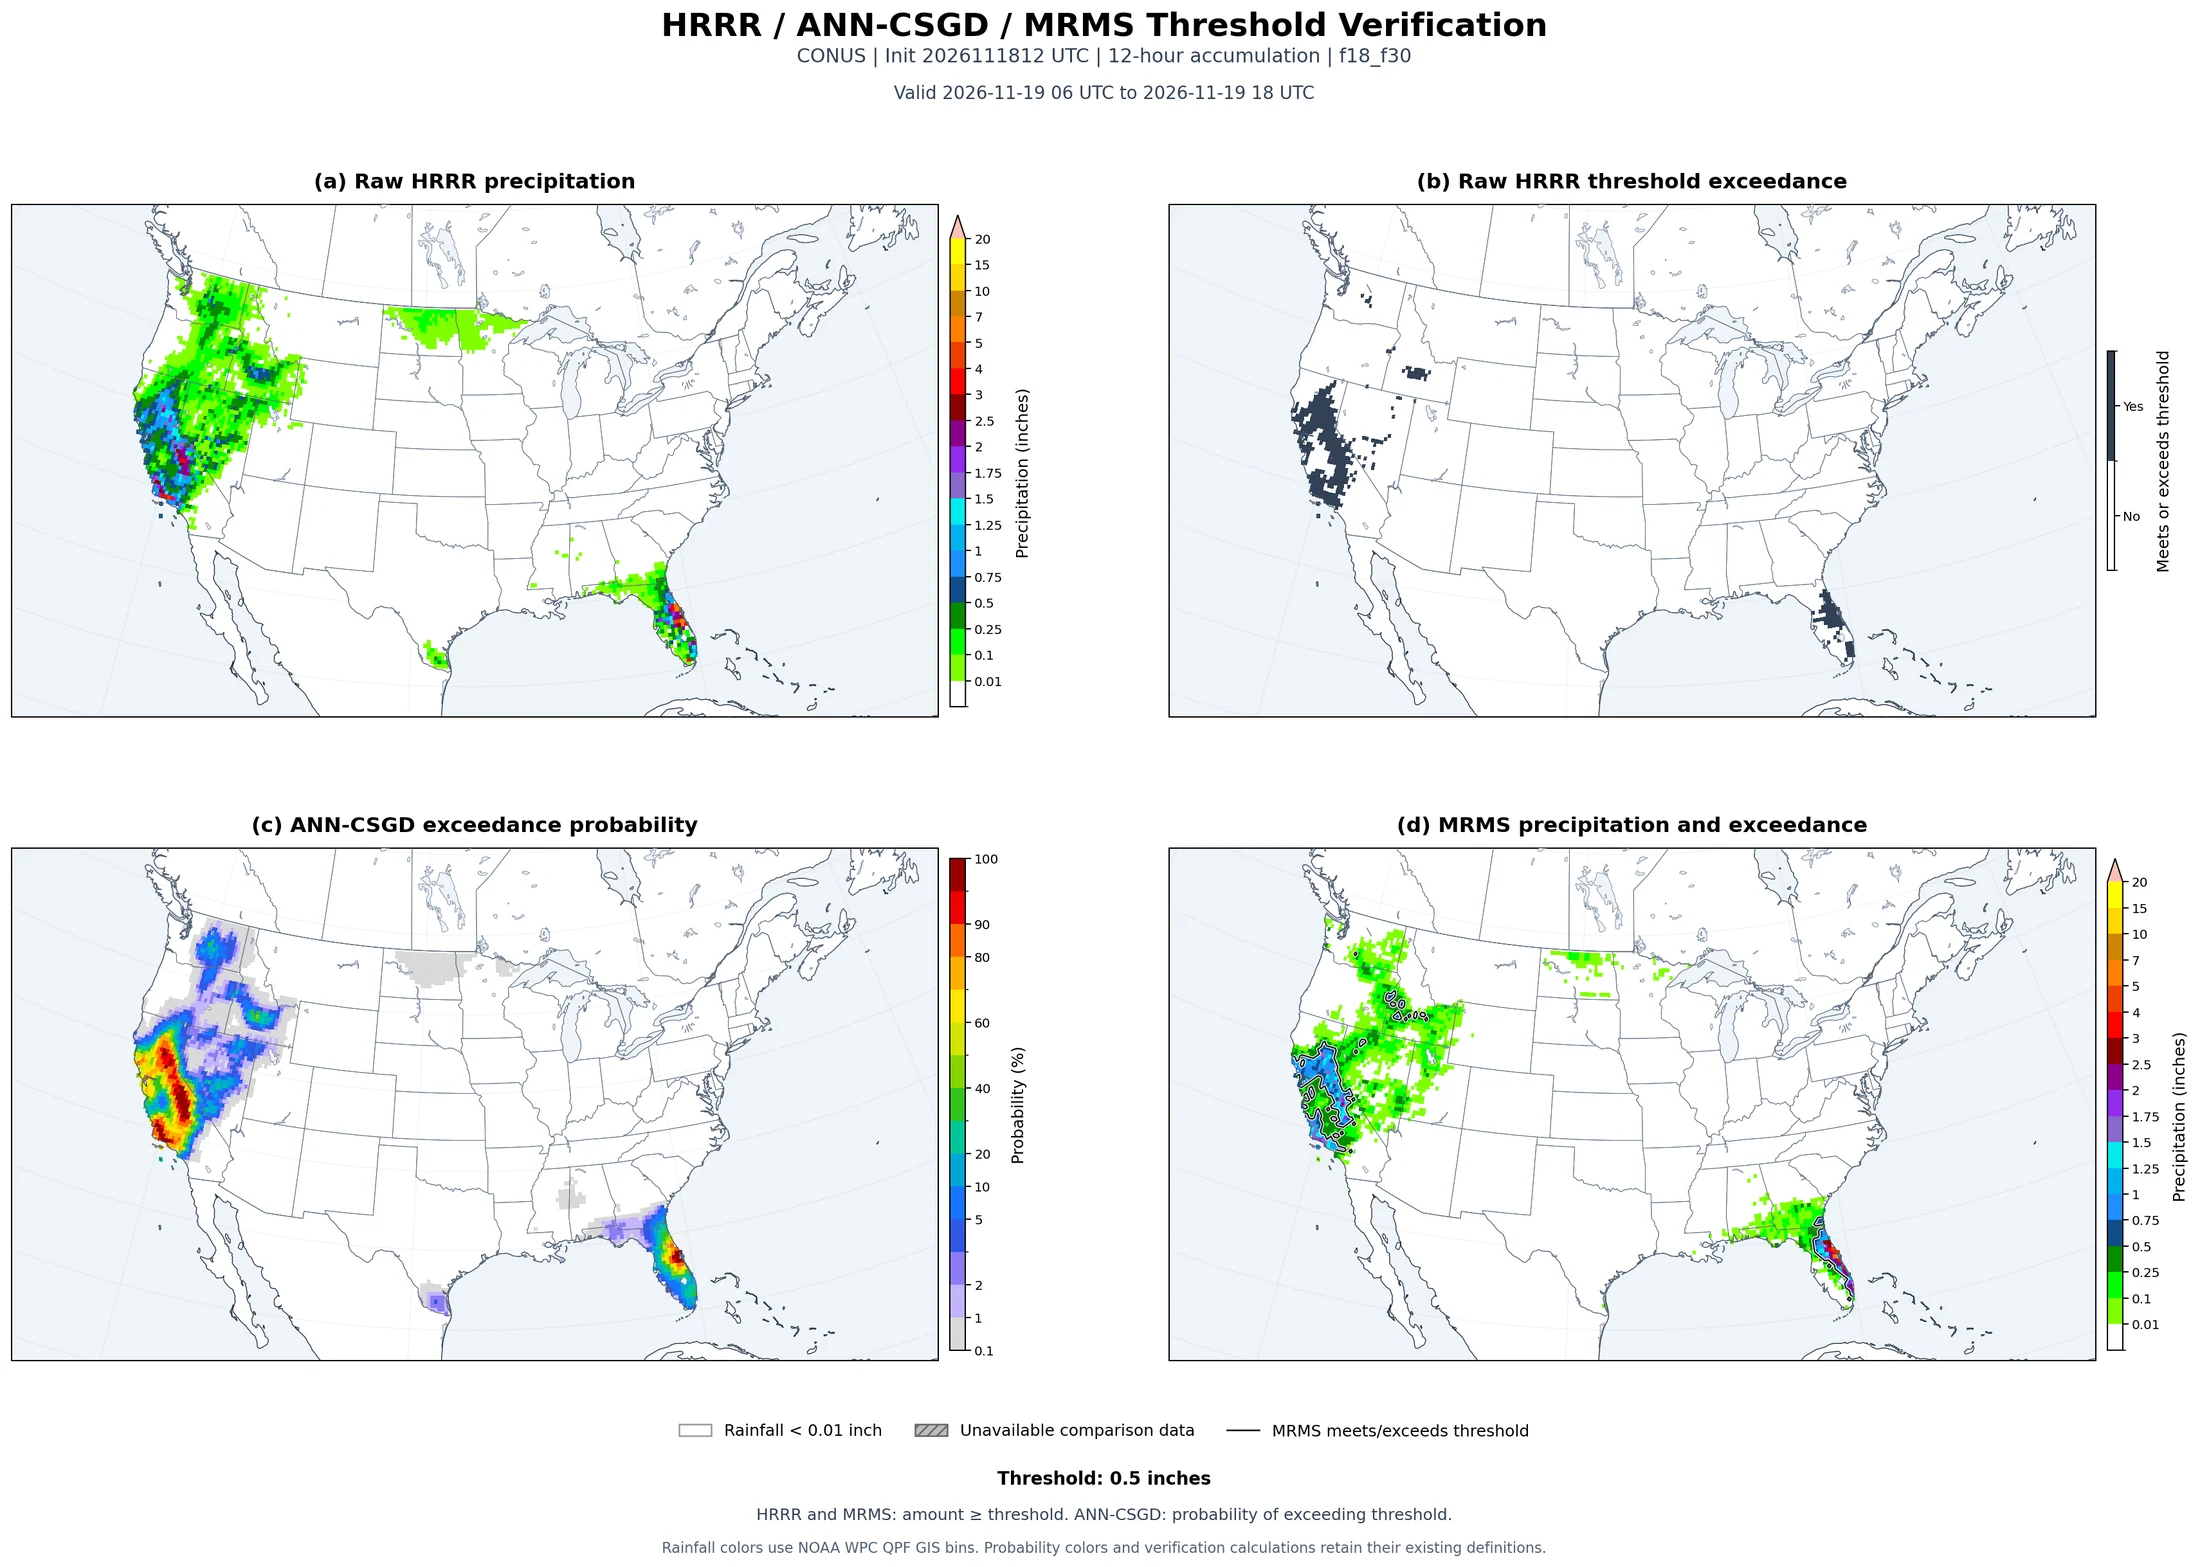 HRRR / ANN-CSGD / MRMS Threshold Verification
CONUS | Init 2026111812 UTC | 12-hour accumulation | f18_f30
Valid 2026-11-19 06 UTC to 2026-11-19 18 UTC
(a) Raw HRRR precipitation
20
15
10
7
5
4
3
2.5
2
1.75
1.5
1.25
1
0.75
0.5
0.25
0.1
0.01
Precipitation (inches)
(b) Raw HRRR threshold exceedance
Yes
No
Meets or exceeds threshold
(c) ANN-CSGD exceedance probability
100
90
80
60
40
20
10
5
2
1
0.1
Probability (%)
(d) MRMS precipitation and exceedance
20
15
10
7
5
4
3
2.5
2
1.75
1.5
1.25
1
0.75
0.5
0.25
0.1
0.01
Precipitation (inches)
Rainfall < 0.01 inch
Unavailable comparison data
MRMS meets/exceeds threshold
Threshold: 0.5 inches
HRRR and MRMS: amount ≥ threshold. ANN-CSGD: probability of exceeding threshold.
Rainfall colors use NOAA WPC QPF GIS bins. Probability colors and verification calculations retain their existing definitions.